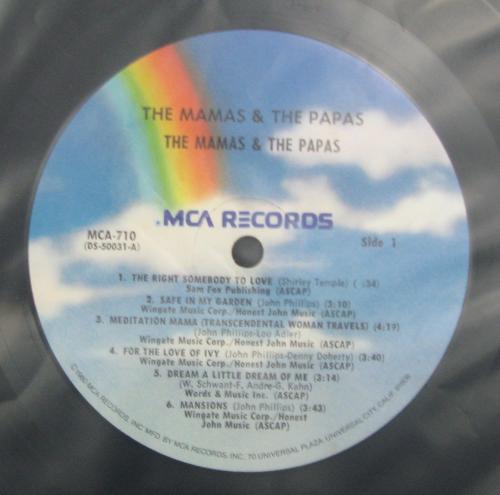 THE MAMAS & THE PAPAS
THE MAMAS & THE PAPAS
MCA RECORDS
MCA-710
(DS-50031-A)
Side 1
1. THE RIGHT SOMEBODY TO LOVE (Shirley Temple) ( :34)
Sam Fox Publishing (ASCAP)
2. SAFE IN MY GARDEN (John Phillips) (3:10)
Wingate Music Corp./Honest John Music (ASCAP)
3. MEDITATION MAMA (TRANSCENDENTAL WOMAN TRAVELS) (4:19)
(John Phillips-Lou Adler)
Wingate Music Corp./Honest John Music (ASCAP)
4. FOR THE LOVE OF IVY (John Phillips-Denny Doherty) (3:40)
Wingate Music Corp./Honest John Music (ASCAP)
5. DREAM A LITTLE DREAM OF ME (3:14)
(W. Schwant-F. Andre-G. Kahn)
Words & Music Inc. (ASCAP)
6. MANSIONS (John Phillips) (3:43)
Wingate Music Corp./Honest
John Music (ASCAP)
© 1980 MCA RECORDS, INC. MFD BY MCA RECORDS, INC. 70 UNIVERSAL PLAZA, UNIVERSAL CITY, CALIF. 91608